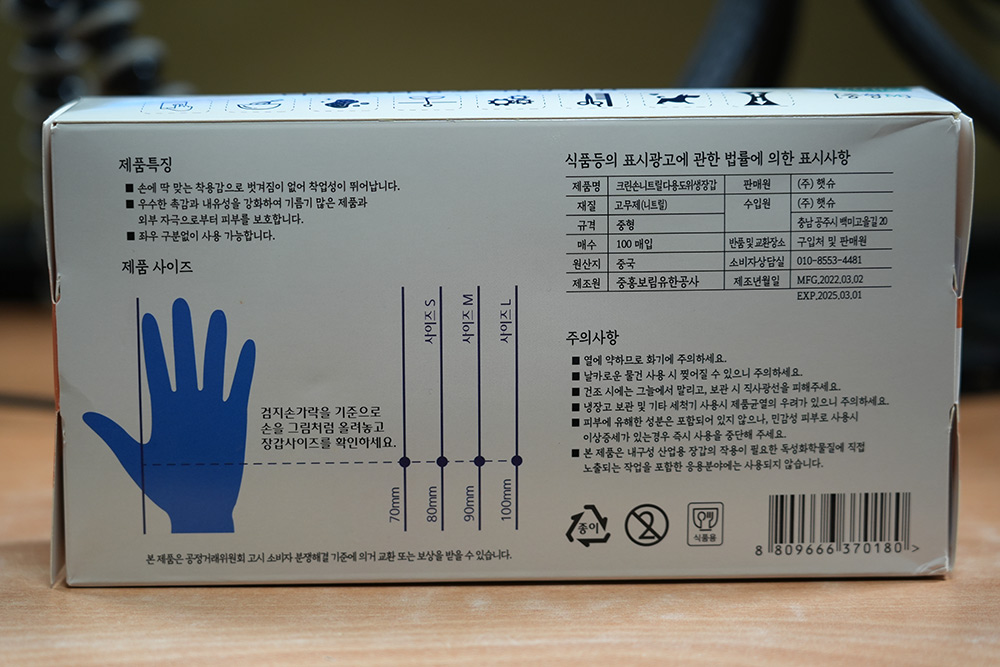 제품특징
■ 손에 딱 맞는 착용감으로 벗겨짐이 없어 작업성이 뛰어납니다.
■ 우수한 촉감과 내유성을 강화하여 기름기 많은 제품과
외부 자극으로부터 피부를 보호합니다.
■ 좌우 구분없이 사용 가능합니다.
제품 사이즈
사이즈 S
사이즈 M
사이즈 L
검지손가락을 기준으로
손을 그림처럼 올려놓고
장갑사이즈를 확인하세요.
70mm
80mm
90mm
100mm
본 제품은 공정거래위원회 고시 소비자 분쟁해결 기준에 의거 교환 또는 보상을 받을 수 있습니다.
식품등의 표시광고에 관한 법률에 의한 표시사항
제품명 크린손니트릴다용도위생장갑 판매원 (주) 햇슈
재질 고무제(니트릴) 수입원 (주) 햇슈
규격 중형 충남 공주시 백미고을길 20
매수 100 매입 반품 및 교환장소 구입처 및 판매원
원산지 중국 소비자상담실 010-8553-4481
제조원 중홍보림유한공사 제조년월일 MFG.2022.03.02
EXP.2025.03.01
주의사항
■ 열에 약하므로 화기에 주의하세요.
■ 날카로운 물건 사용 시 찢어질 수 있으니 주의하세요.
■ 건조 시에는 그늘에서 말리고, 보관 시 직사광선을 피해주세요.
■ 냉장고 보관 및 기타 세척기 사용시 제품균열의 우려가 있으니 주의하세요.
■ 피부에 유해한 성분은 포함되어 있지 않으나, 민감성 피부로 사용시
이상증세가 있는경우 즉시 사용을 중단해 주세요.
■ 본 제품은 내구성 산업용 장갑의 작용이 필요한 독성화학물질에 직접
노출되는 작업을 포함한 응용분야에는 사용되지 않습니다.
종이
식품용
8 809666 370180 >